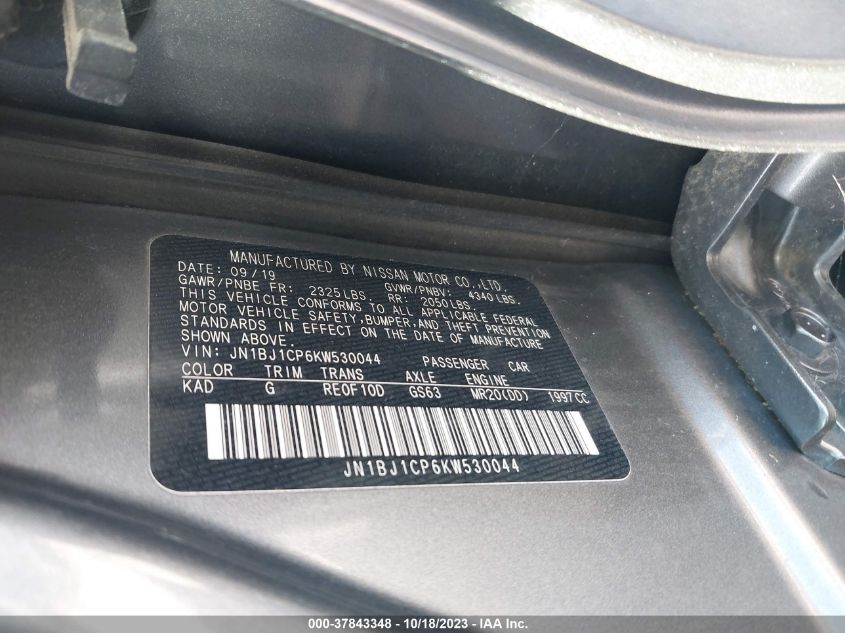 MANUFACTURED BY NISSAN MOTOR CO.,LTD.
DATE: 09/19 GVWR/PNBV: 4340 LBS.
GAWR/PNBE FR: 2325 LBS. RR: 2050 LBS.
THIS VEHICLE CONFORMS TO ALL APPLICABLE FEDERAL
MOTOR VEHICLE SAFETY, BUMPER, AND THEFT PREVENTION
STANDARDS IN EFFECT ON THE DATE OF MANUFACTURE
SHOWN ABOVE.
VIN: JN1BJ1CP6KW530044 PASSENGER CAR
COLOR TRIM TRANS AXLE ENGINE
KAD G RE0F10D GS63 MR20(DD) 1997CC
JN1BJ1CP6KW530044
000-37843348 - 10/18/2023 - IAA Inc.